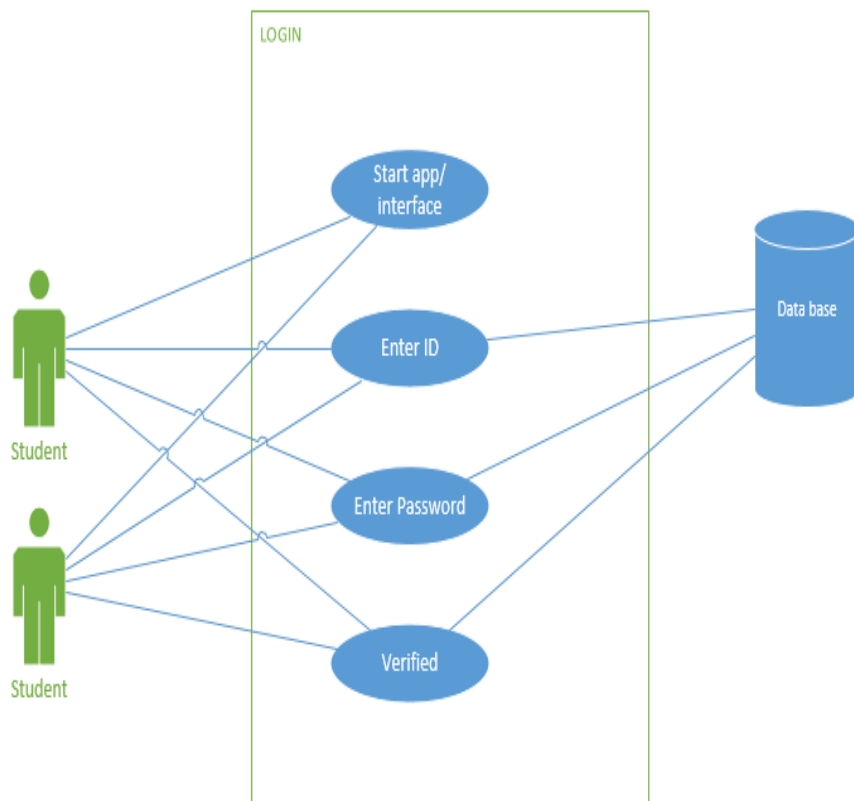 LOGIN
Start app/
interface
Enter ID
Data base
Student
Enter Password
Student
Verified